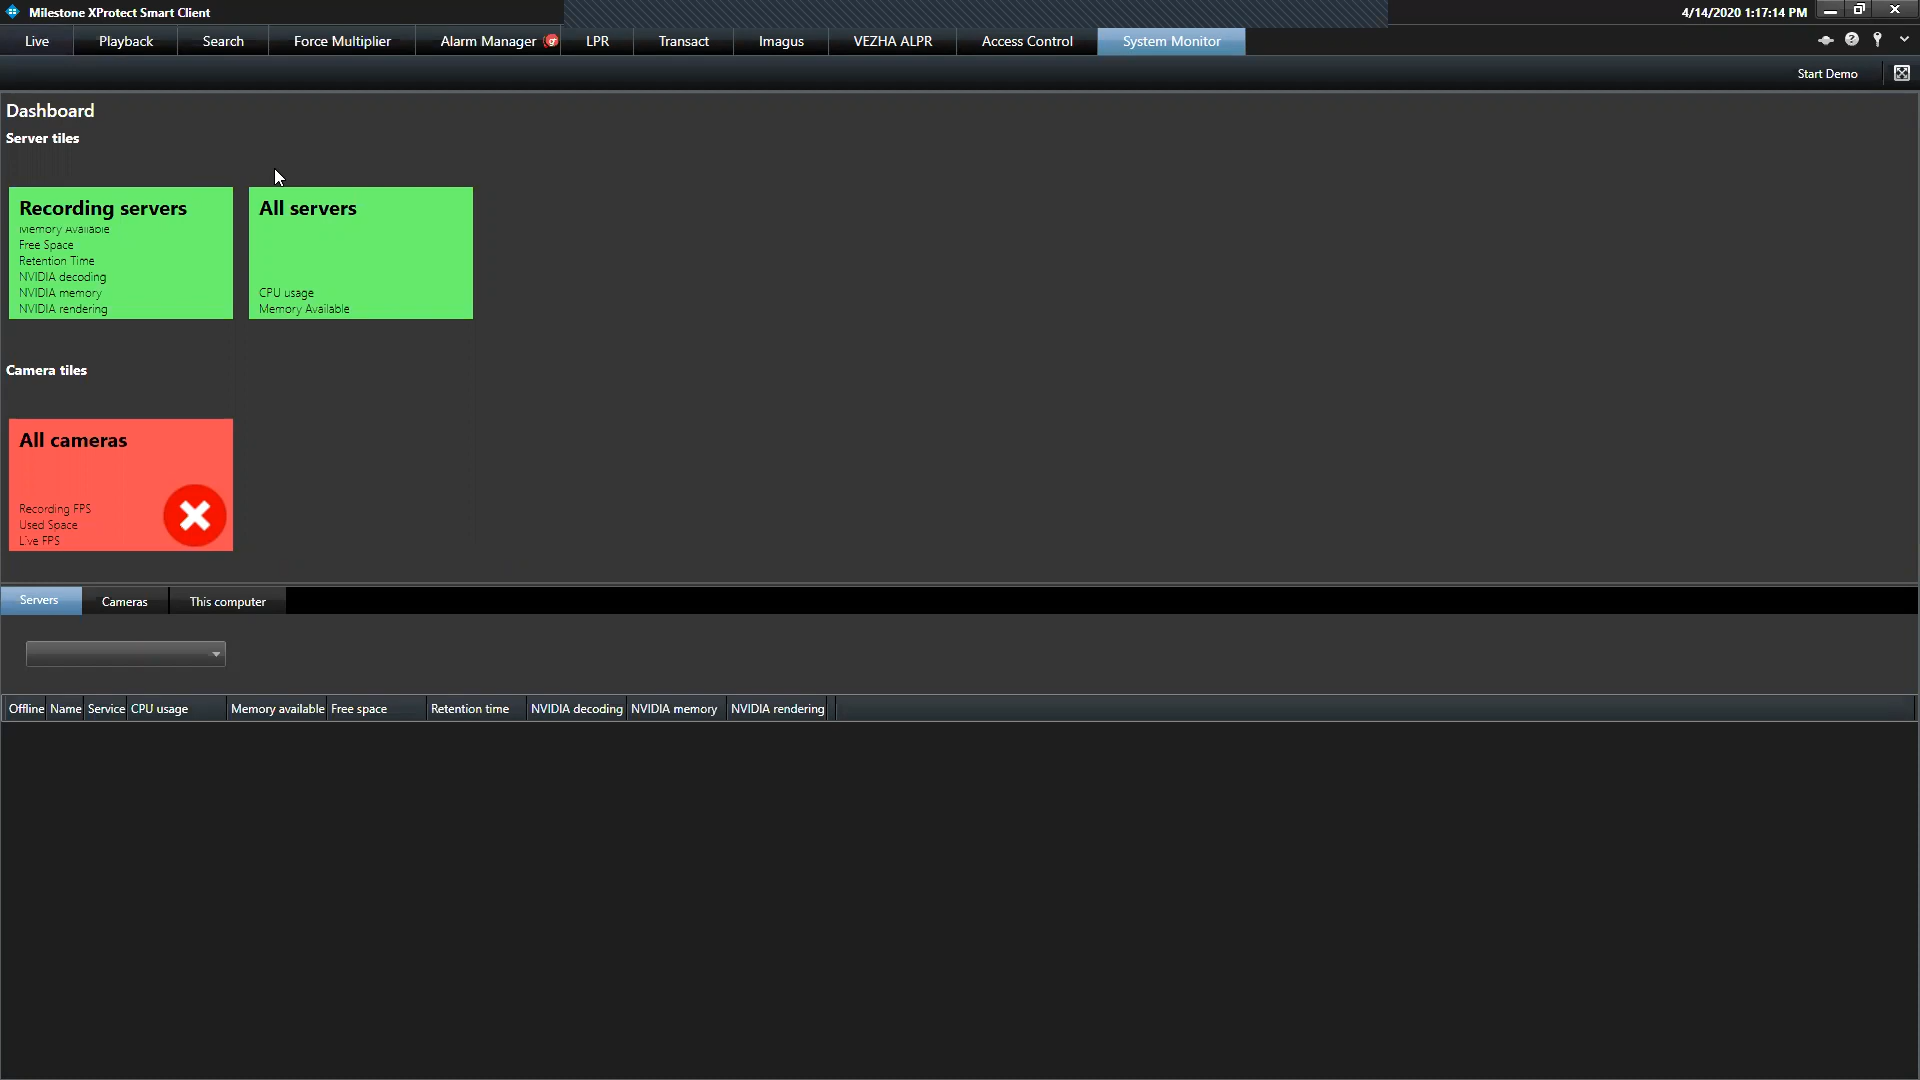 Milestone XProtect Smart Client
4/14/2020 1:17:14 PM
Live Playback Search Force Multiplier Alarm Manager LPR Transact Imagus VEZHA ALPR Access Control System Monitor
Start Demo
Dashboard
Server tiles
Recording servers
Memory Available
Free Space
Retention Time
NVIDIA decoding
NVIDIA memory
NVIDIA rendering
All servers
CPU usage
Memory Available
Camera tiles
All cameras
Recording FPS
Used Space
Live FPS
Servers Cameras This computer
Offline Name Service CPU usage Memory available Free space Retention time NVIDIA decoding NVIDIA memory NVIDIA rendering